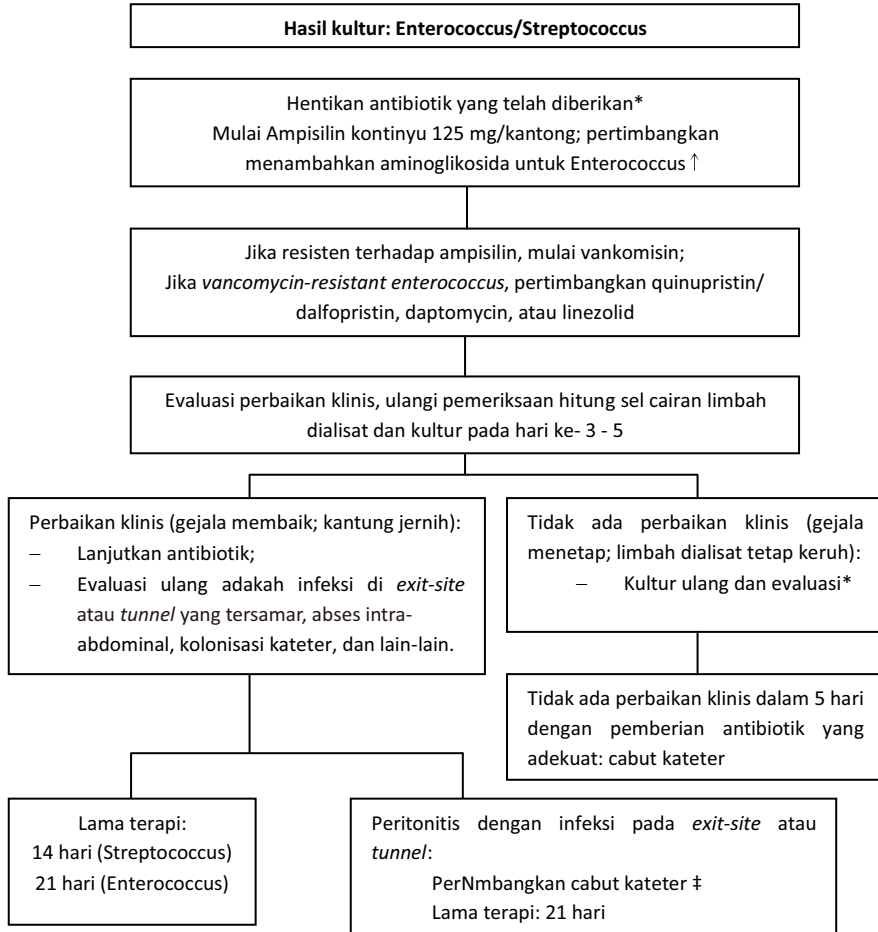 Hasil kultur: Enterococcus/Streptococcus
Hentikan antibiotik yang telah diberikan*
Mulai Ampisilin kontinyu 125 mg/kantong; pertimbangkan
menambahkan aminoglikosida untuk Enterococcus ↑
Jika resisten terhadap ampisilin, mulai vankomisin;
Jika vancomycin-resistant enterococcus, pertimbangkan quinupristin/
dalfopristin, daptomycin, atau linezolid
Evaluasi perbaikan klinis, ulangi pemeriksaan hitung sel cairan limbah
dialisat dan kultur pada hari ke- 3 - 5
Perbaikan klinis (gejala membaik; kantung jernih):
– Lanjutkan antibiotik;
– Evaluasi ulang adakah infeksi di exit-site
atau tunnel yang tersamar, abses intra-
abdominal, kolonisasi kateter, dan lain-lain.
Tidak ada perbaikan klinis (gejala
menetap; limbah dialisat tetap keruh):
– Kultur ulang dan evaluasi*
Tidak ada perbaikan klinis dalam 5 hari
dengan pemberian antibiotik yang
adekuat: cabut kateter
Lama terapi:
14 hari (Streptococcus)
21 hari (Enterococcus)
Peritonitis dengan infeksi pada exit-site atau
tunnel:
PerNmbangkan cabut kateter ‡
Lama terapi: 21 hari